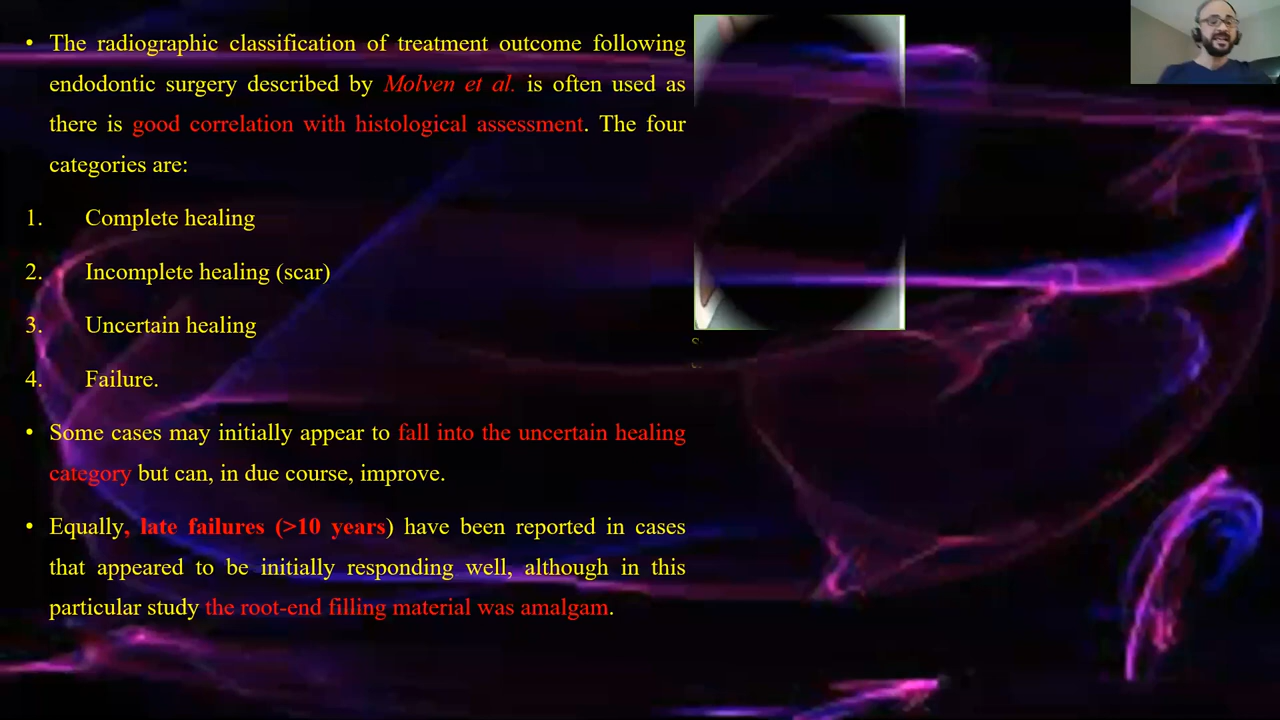 • The radiographic classification of treatment outcome following
endodontic surgery described by Molven et al. is often used as
there is good correlation with histological assessment. The four
categories are:
1. Complete healing
2. Incomplete healing (scar)
3. Uncertain healing
4. Failure.
• Some cases may initially appear to fall into the uncertain healing
category but can, in due course, improve.
• Equally, late failures (>10 years) have been reported in cases
that appeared to be initially responding well, although in this
particular study the root-end filling material was amalgam.